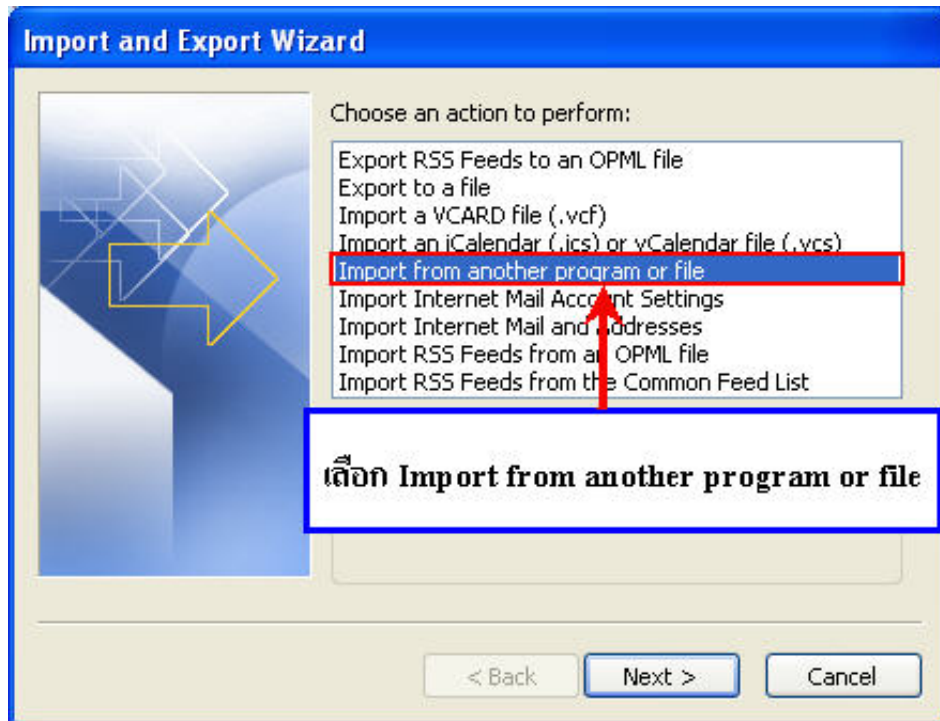 Import and Export Wizard
Choose an action to perform:
Export RSS Feeds to an OPML file
Export to a file
Import a VCARD file (.vcf)
Import an iCalendar (.ics) or vCalendar file (.vcs)
Import from another program or file
Import Internet Mail Account Settings
Import Internet Mail and Addresses
Import RSS Feeds from an OPML file
Import RSS Feeds from the Common Feed List
เลือก Import from another program or file
< Back
Next >
Cancel